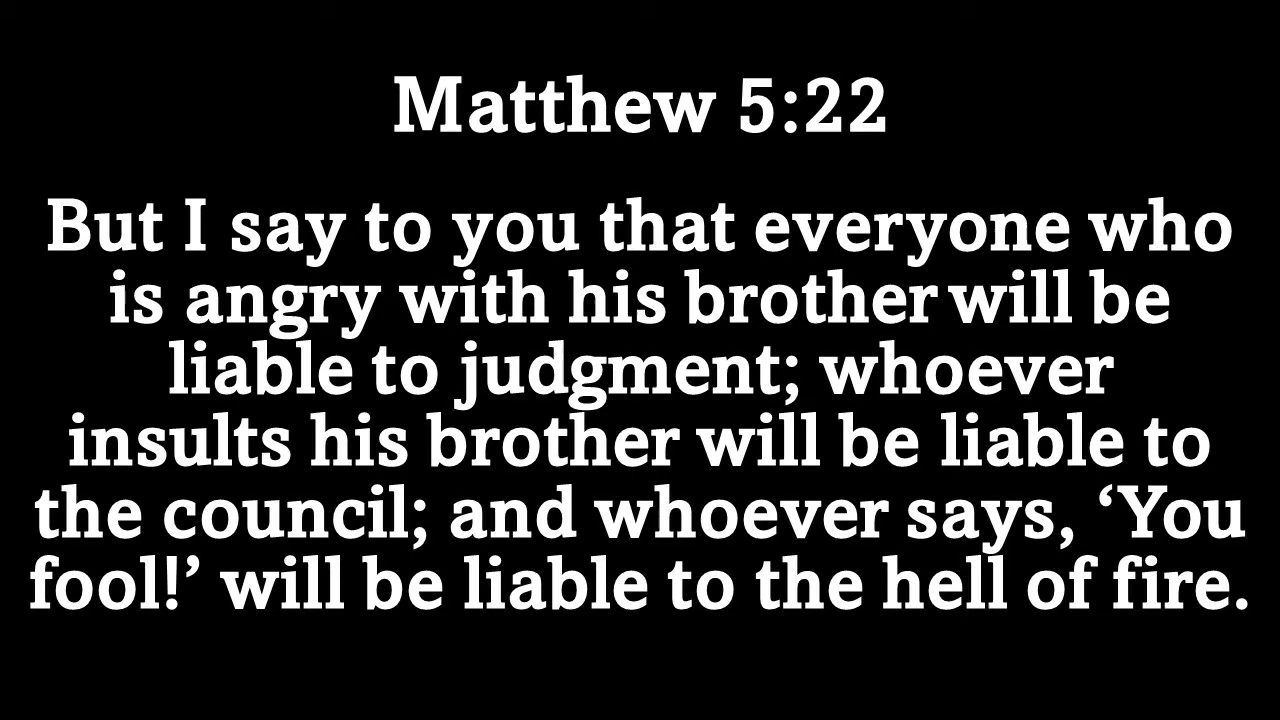 Matthew 5:22
But I say to you that everyone who
is angry with his brother will be
liable to judgment; whoever
insults his brother will be liable to
the council; and whoever says, ‘You
fool!’ will be liable to the hell of fire.